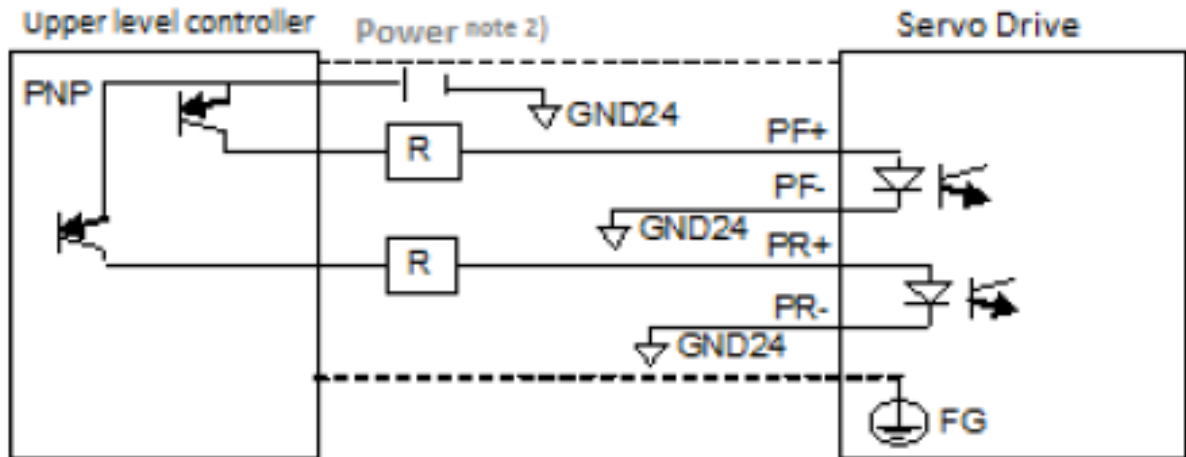 Upper level controller
Power note 2)
Servo Drive
PNP
GND24
PF+
R
PF-
GND24
PR+
R
PR-
GND24
FG